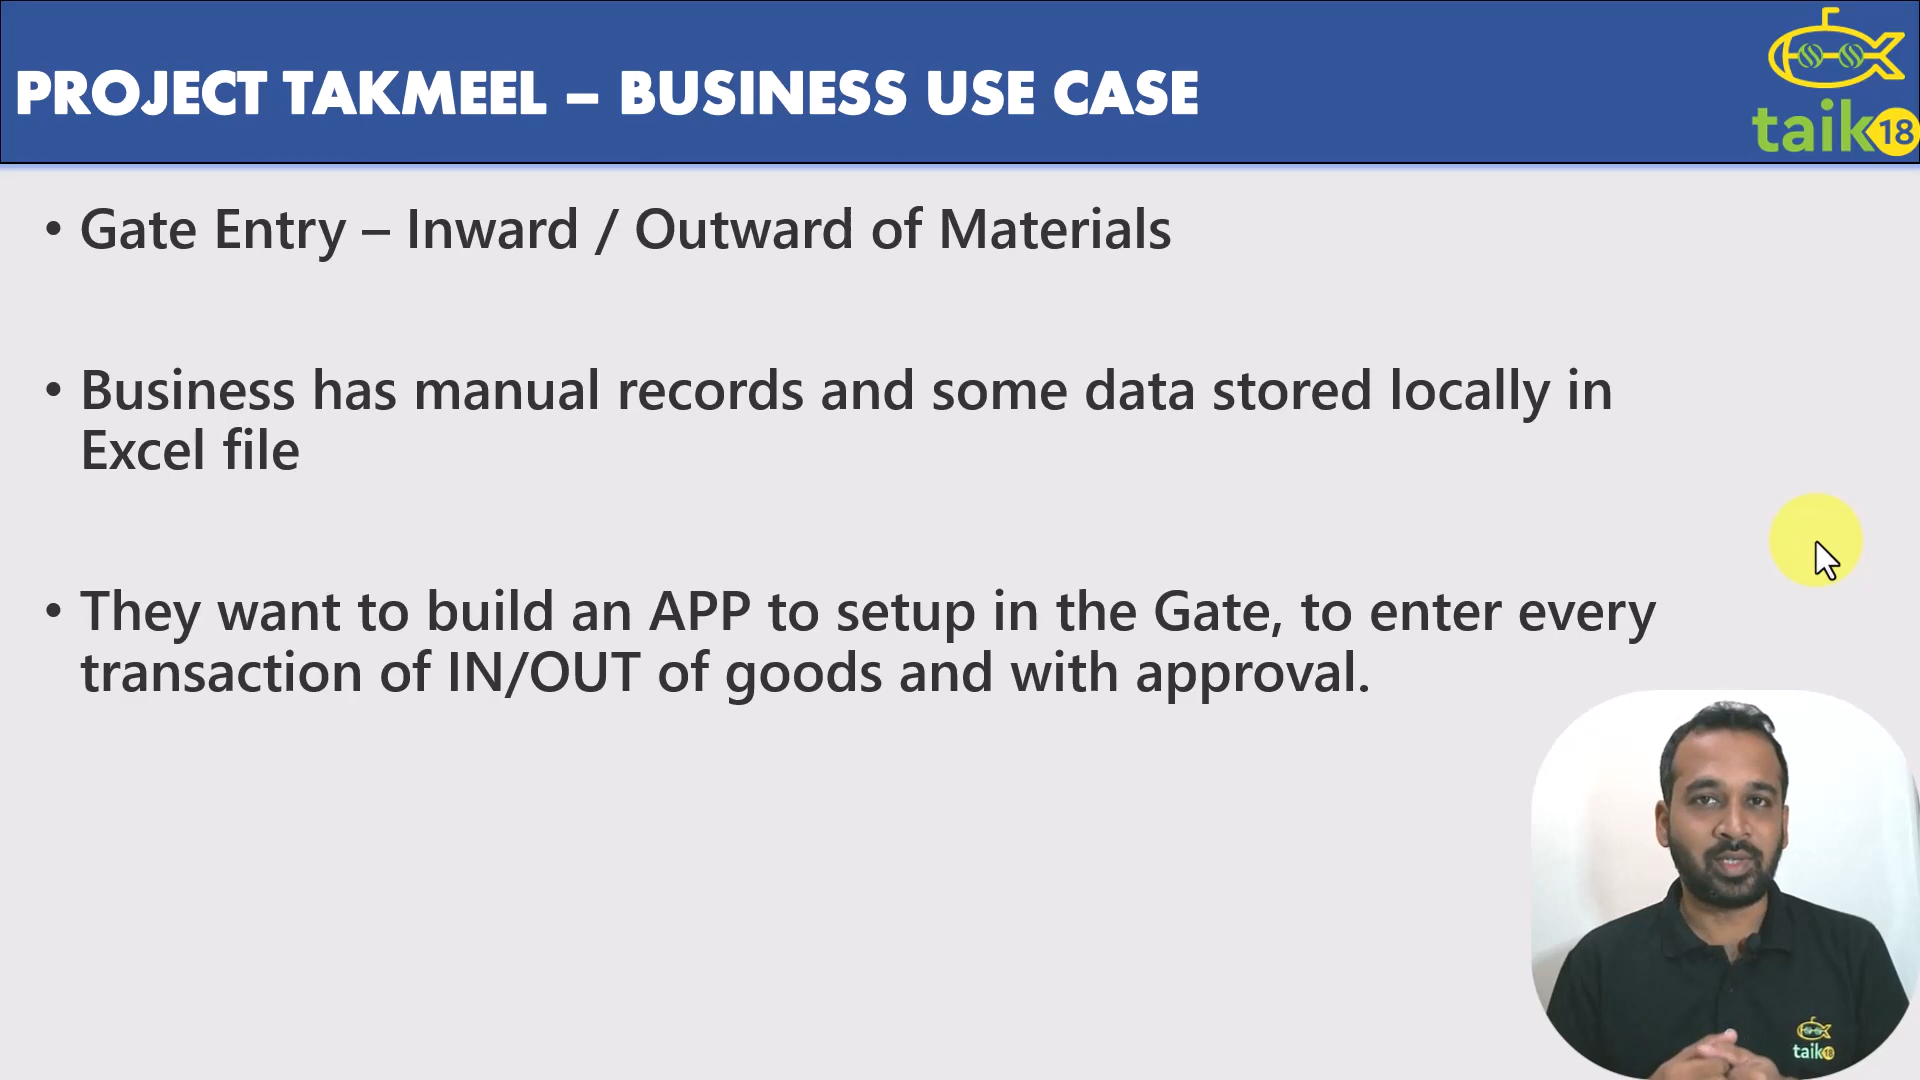 PROJECT TAKMEEL – BUSINESS USE CASE
taik18
• Gate Entry – Inward / Outward of Materials
• Business has manual records and some data stored locally in
Excel file
• They want to build an APP to setup in the Gate, to enter every
transaction of IN/OUT of goods and with approval.
taik18